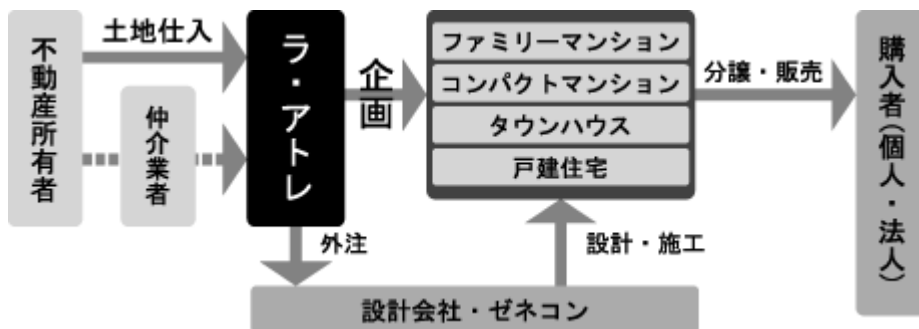 不動産所有者
土地仕入
仲介業者
ラ・アトレ
企画
ファミリーマンション
コンパクトマンション
タウンハウス
戸建住宅
分譲・販売
購入者(個人・法人)
外注
設計・施工
設計会社・ゼネコン